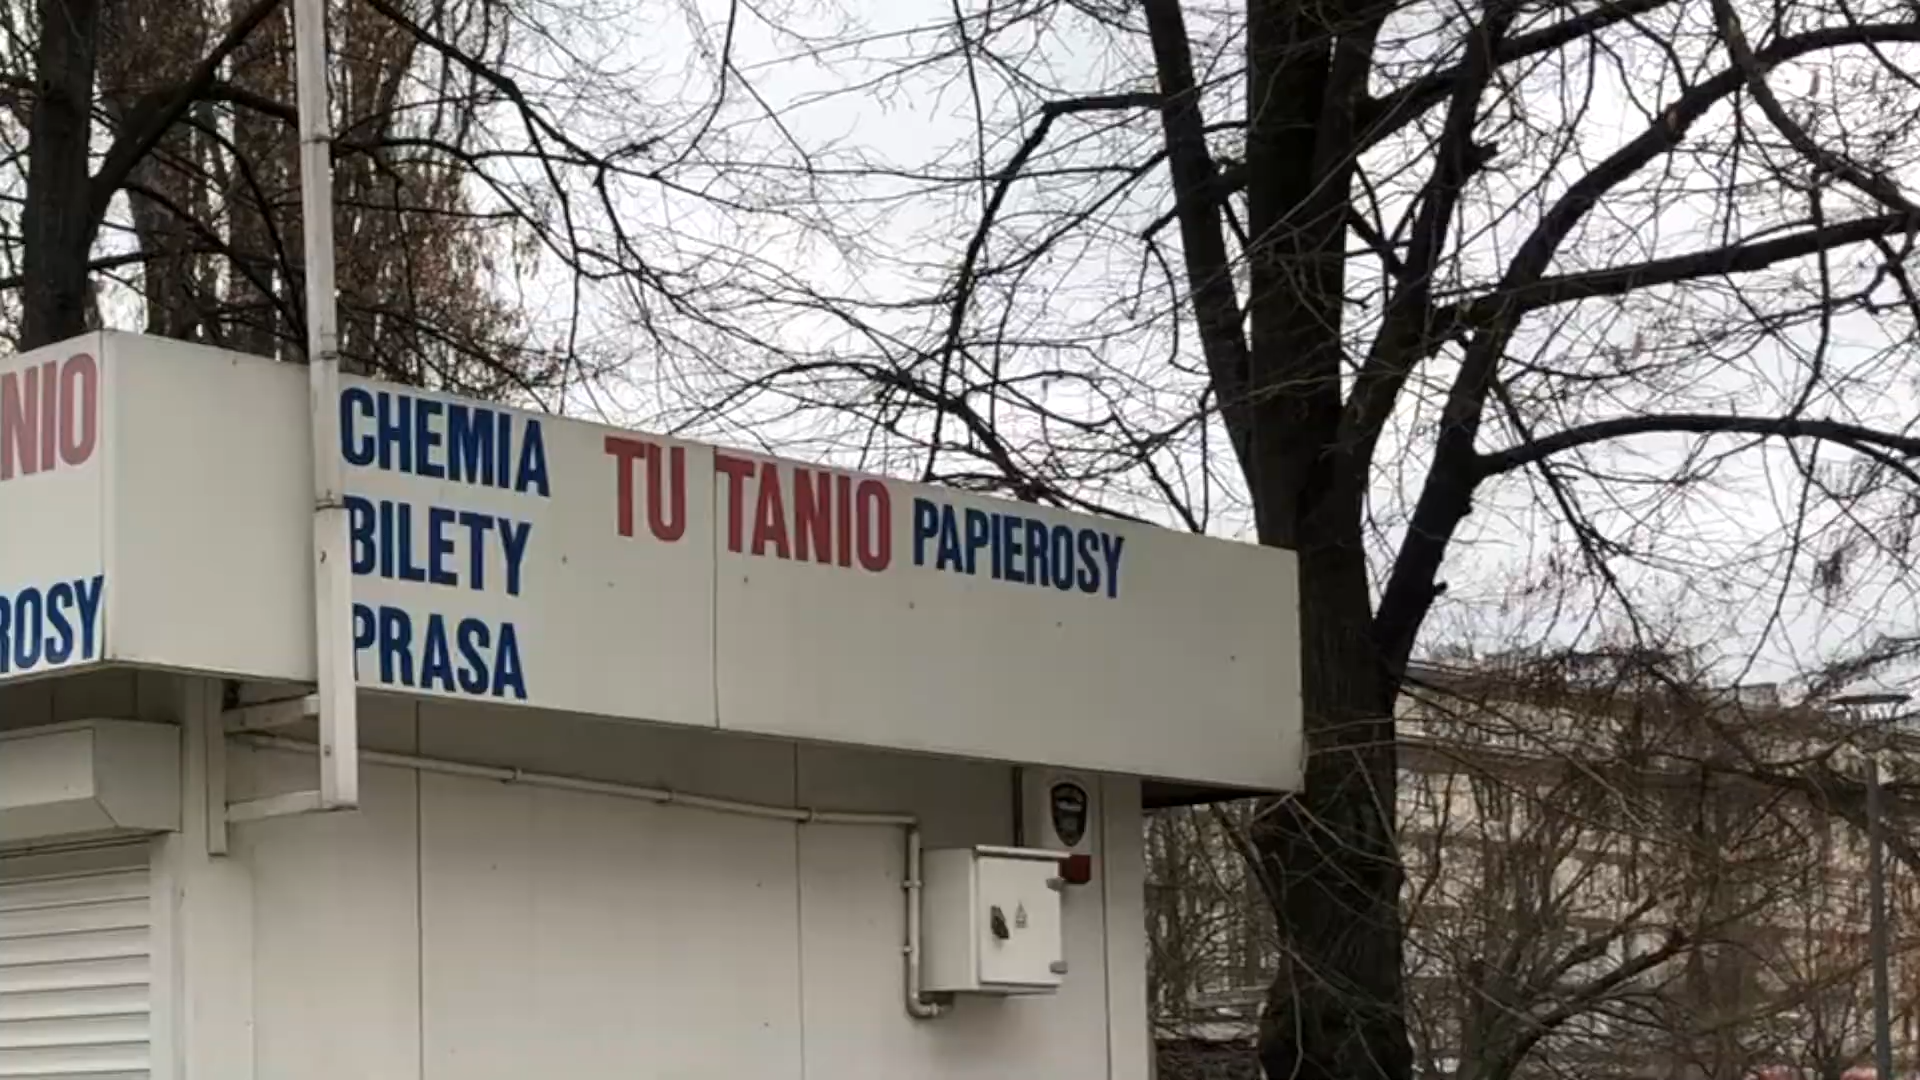 NIO
ROSY
CHEMIA
BILETY
PRASA
TU TANIO PAPIEROSY